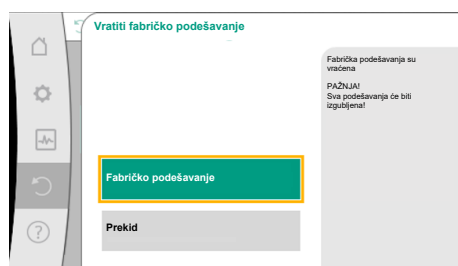 Vratiti fabričko podešavanje
Fabrička podešavanja su
vraćena
PAŽNJA!
Sva podešavanja će biti
izgubljena!
Fabričko podešavanje
Prekid
?